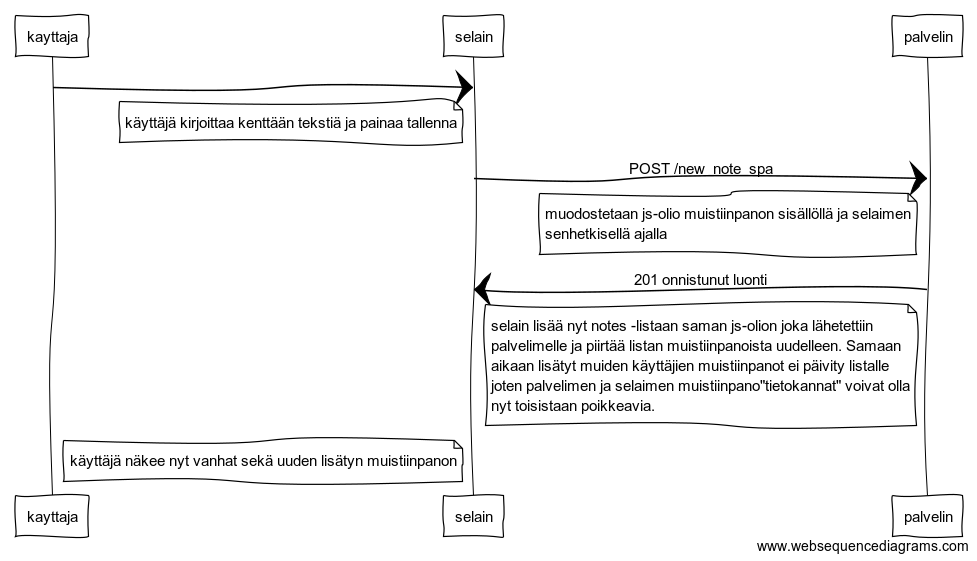 kayttaja selain palvelin
käyttäjä kirjoittaa kenttään tekstiä ja painaa tallenna
POST /new_note_spa
muodostetaan js-olio muistiinpanon sisällöllä ja selaimen
senhetkisellä ajalla
201 onnistunut luonti
selain lisää nyt notes -listaan saman js-olion joka lähetettiin
palvelimelle ja piirtää listan muistiinpanoista uudelleen. Samaan
aikaan lisätyt muiden käyttäjien muistiinpanot ei päivity listalle
joten palvelimen ja selaimen muistiinpano"tietokannat" voivat olla
nyt toisistaan poikkeavia.
käyttäjä näkee nyt vanhat sekä uuden lisätyn muistiinpanon
kayttaja selain palvelin
www.websequencediagrams.com